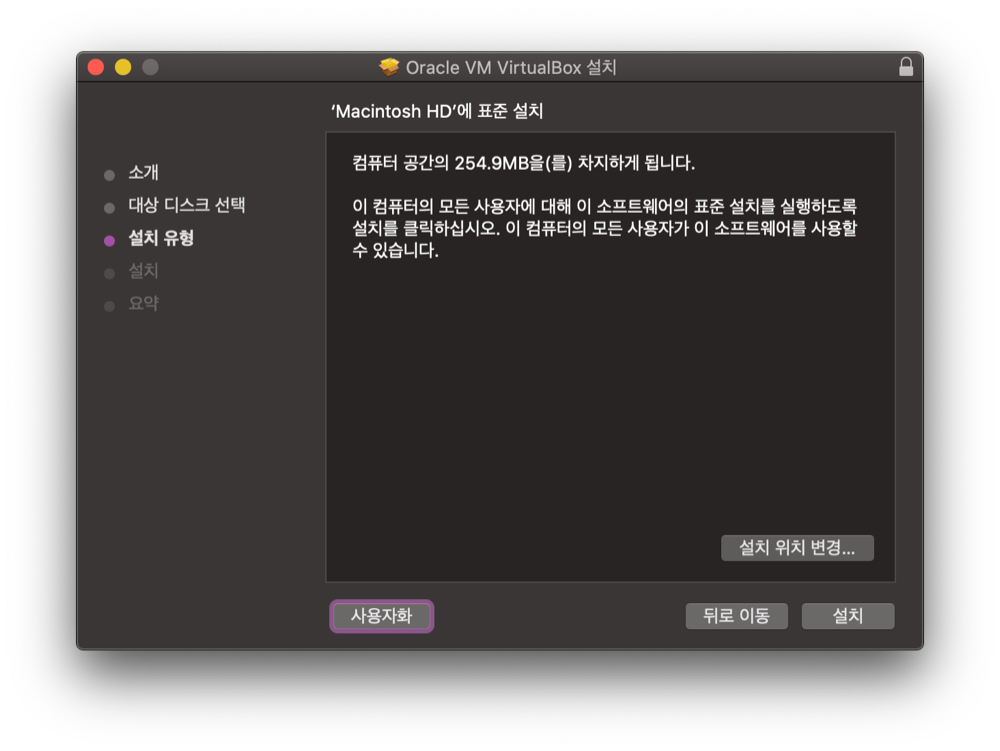 Oracle VM VirtualBox 설치
‘Macintosh HD’에 표준 설치
소개
대상 디스크 선택
설치 유형
설치
요약
컴퓨터 공간의 254.9MB을(를) 차지하게 됩니다.
이 컴퓨터의 모든 사용자에 대해 이 소프트웨어의 표준 설치를 실행하도록
설치를 클릭하십시오. 이 컴퓨터의 모든 사용자가 이 소프트웨어를 사용할
수 있습니다.
설치 위치 변경...
사용자화
뒤로 이동
설치